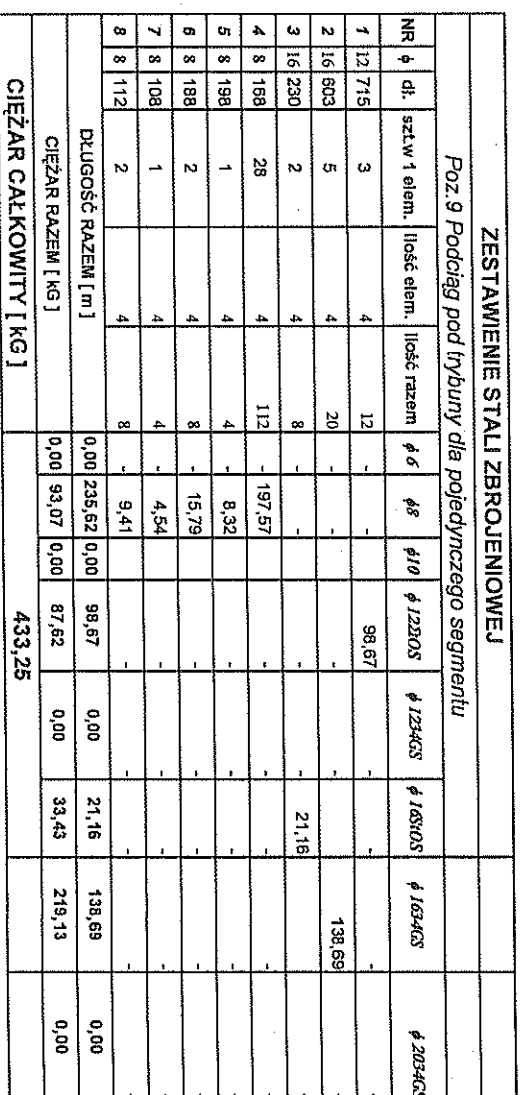 ZESTAWIENIE STALI ZBROJENIOWEJ
Poz.9 Podciąg pod trybuny dla pojedynczego segmentu
NR ϕ dł. szt.w 1 elem. Ilość elem. Ilość razem ϕ 6 ϕ8 ϕ10 ϕ 12StOS ϕ 1234GS ϕ 16StOS ϕ 1634GS ϕ 2034GS
1 12 715 3 4 12 - - 98,67 - - - -
2 16 603 5 4 20 - - - - - 138,69 -
3 16 230 2 4 8 - - - - 21,16 - -
4 8 168 28 4 112 - 197,57 - - - - -
5 8 198 1 4 4 - 8,32 - - - - -
6 8 188 2 4 8 - 15,79 - - - - -
7 8 108 1 4 4 - 4,54 - - - - -
8 8 112 2 4 8 - 9,41 - - - - -
DŁUGOŚĆ RAZEM [ m ] 0,00 235,62 0,00 98,67 0,00 21,16 138,69 0,00
CIĘŻAR RAZEM [ kG ] 0,00 93,07 0,00 87,62 0,00 33,43 219,13 0,00
CIĘŻAR CAŁKOWITY [ KG ] 433,25